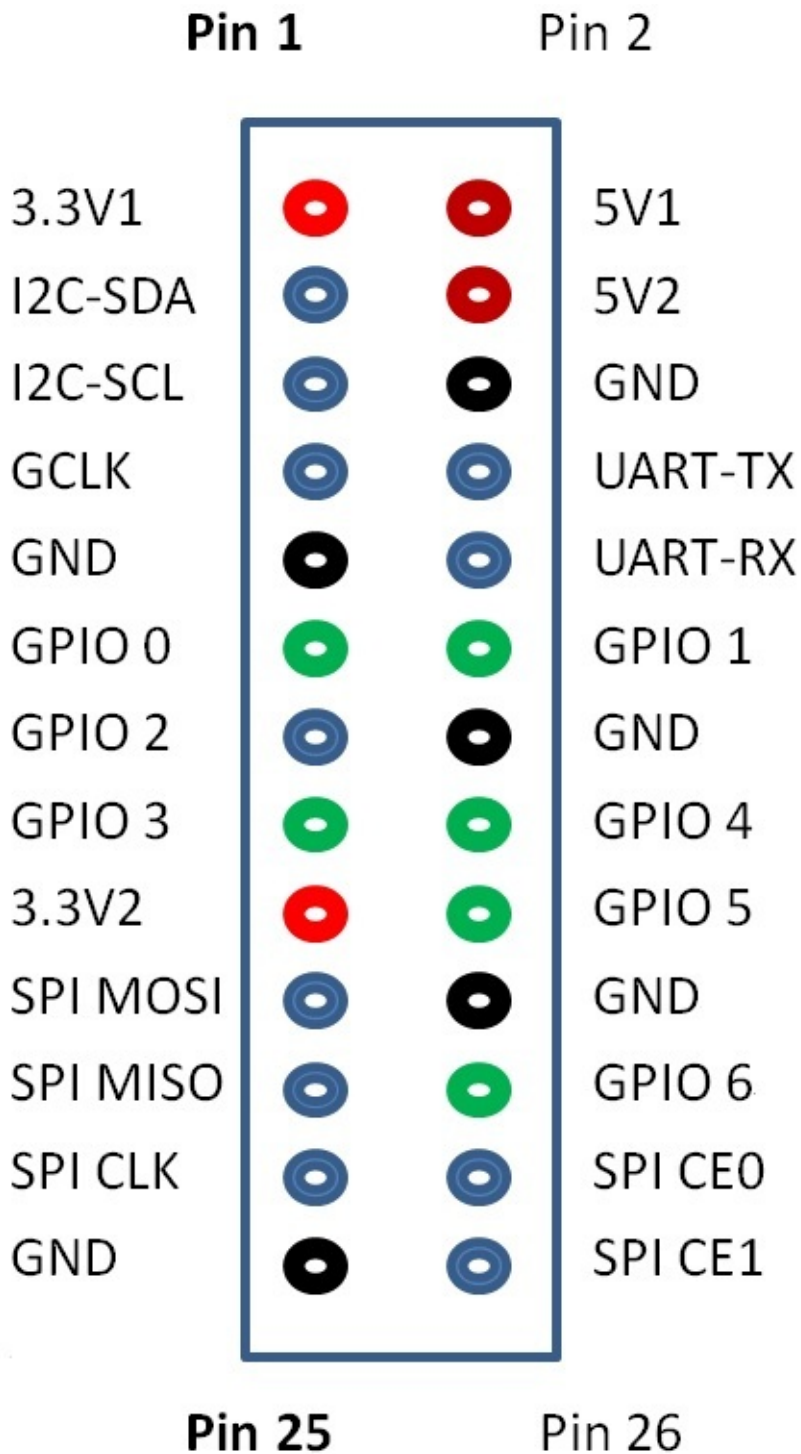 Pin 1 Pin 2
3.3V1 5V1
I2C-SDA 5V2
I2C-SCL GND
GCLK UART-TX
GND UART-RX
GPIO 0 GPIO 1
GPIO 2 GND
GPIO 3 GPIO 4
3.3V2 GPIO 5
SPI MOSI GND
SPI MISO GPIO 6
SPI CLK SPI CE0
GND SPI CE1
Pin 25 Pin 26